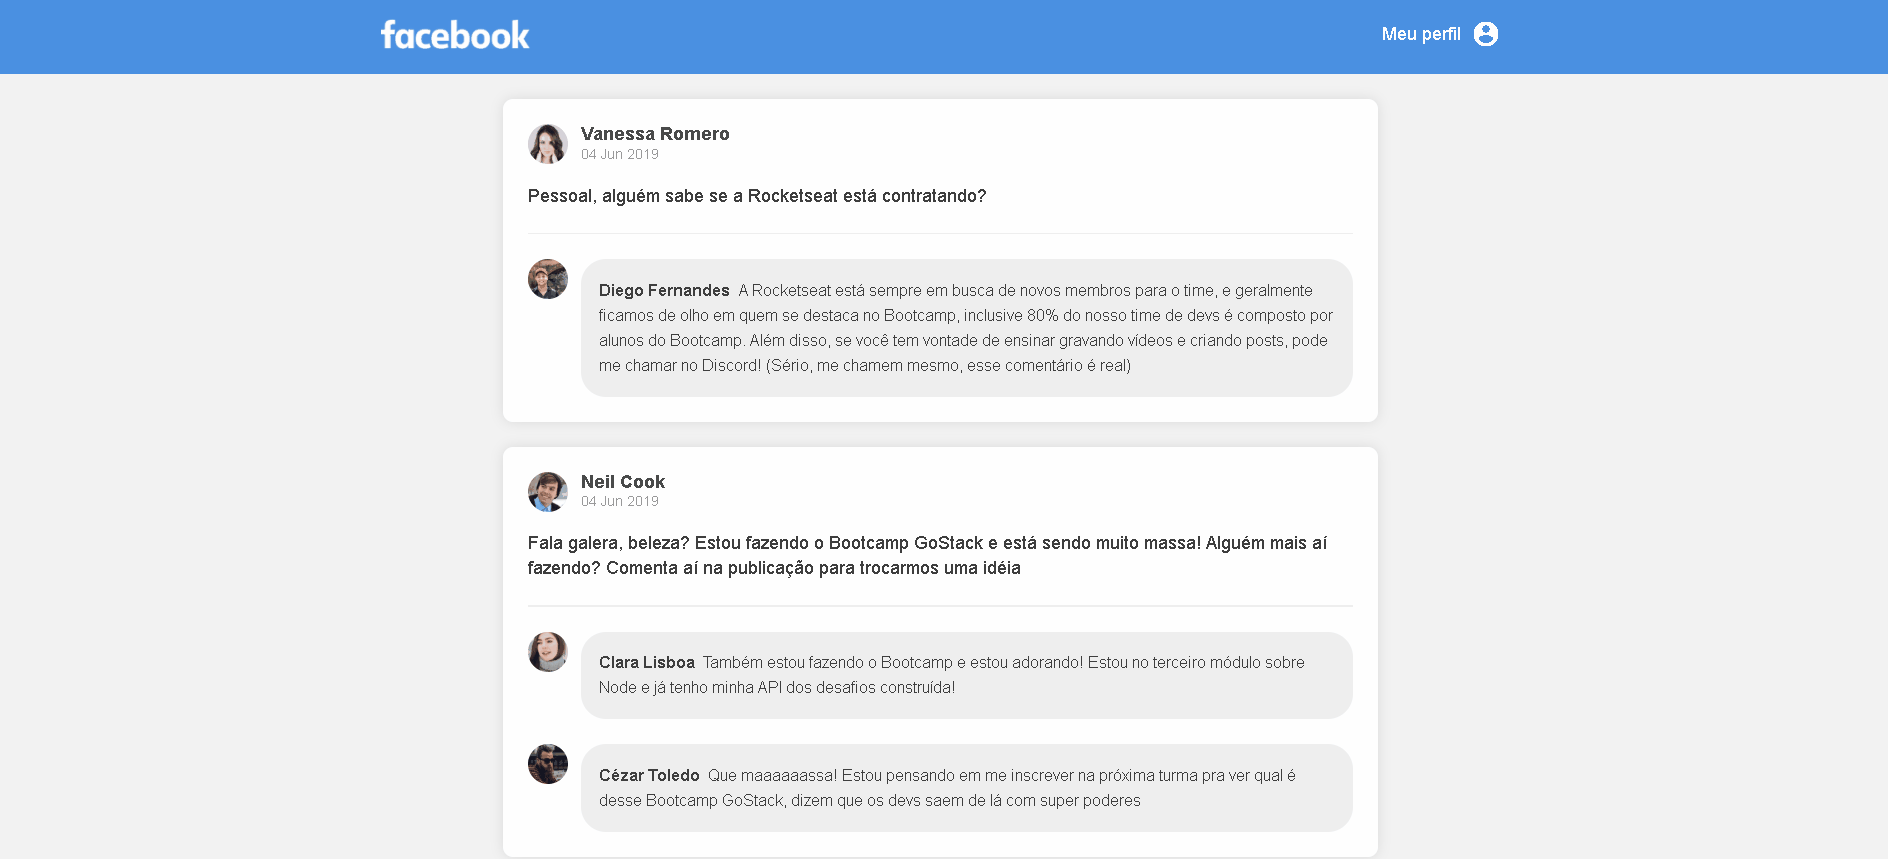 facebook
Meu perfil
Vanessa Romero
04 Jun 2019
Pessoal, alguém sabe se a Rocketseat está contratando?
Diego Fernandes A Rocketseat está sempre em busca de novos membros para o time, e geralmente
ficamos de olho em quem se destaca no Bootcamp, inclusive 80% do nosso time de devs é composto por
alunos do Bootcamp. Além disso, se você tem vontade de ensinar gravando vídeos e criando posts, pode
me chamar no Discord! (Sério, me chamem mesmo, esse comentário é real)
Neil Cook
04 Jun 2019
Fala galera, beleza? Estou fazendo o Bootcamp GoStack e está sendo muito massa! Alguém mais aí
fazendo? Comenta aí na publicação para trocarmos uma idéia
Clara Lisboa Também estou fazendo o Bootcamp e estou adorando! Estou no terceiro módulo sobre
Node e já tenho minha API dos desafios construída!
Cézar Toledo Que maaaaaassa! Estou pensando em me inscrever na próxima turma pra ver qual é
desse Bootcamp GoStack, dizem que os devs saem de lá com super poderes